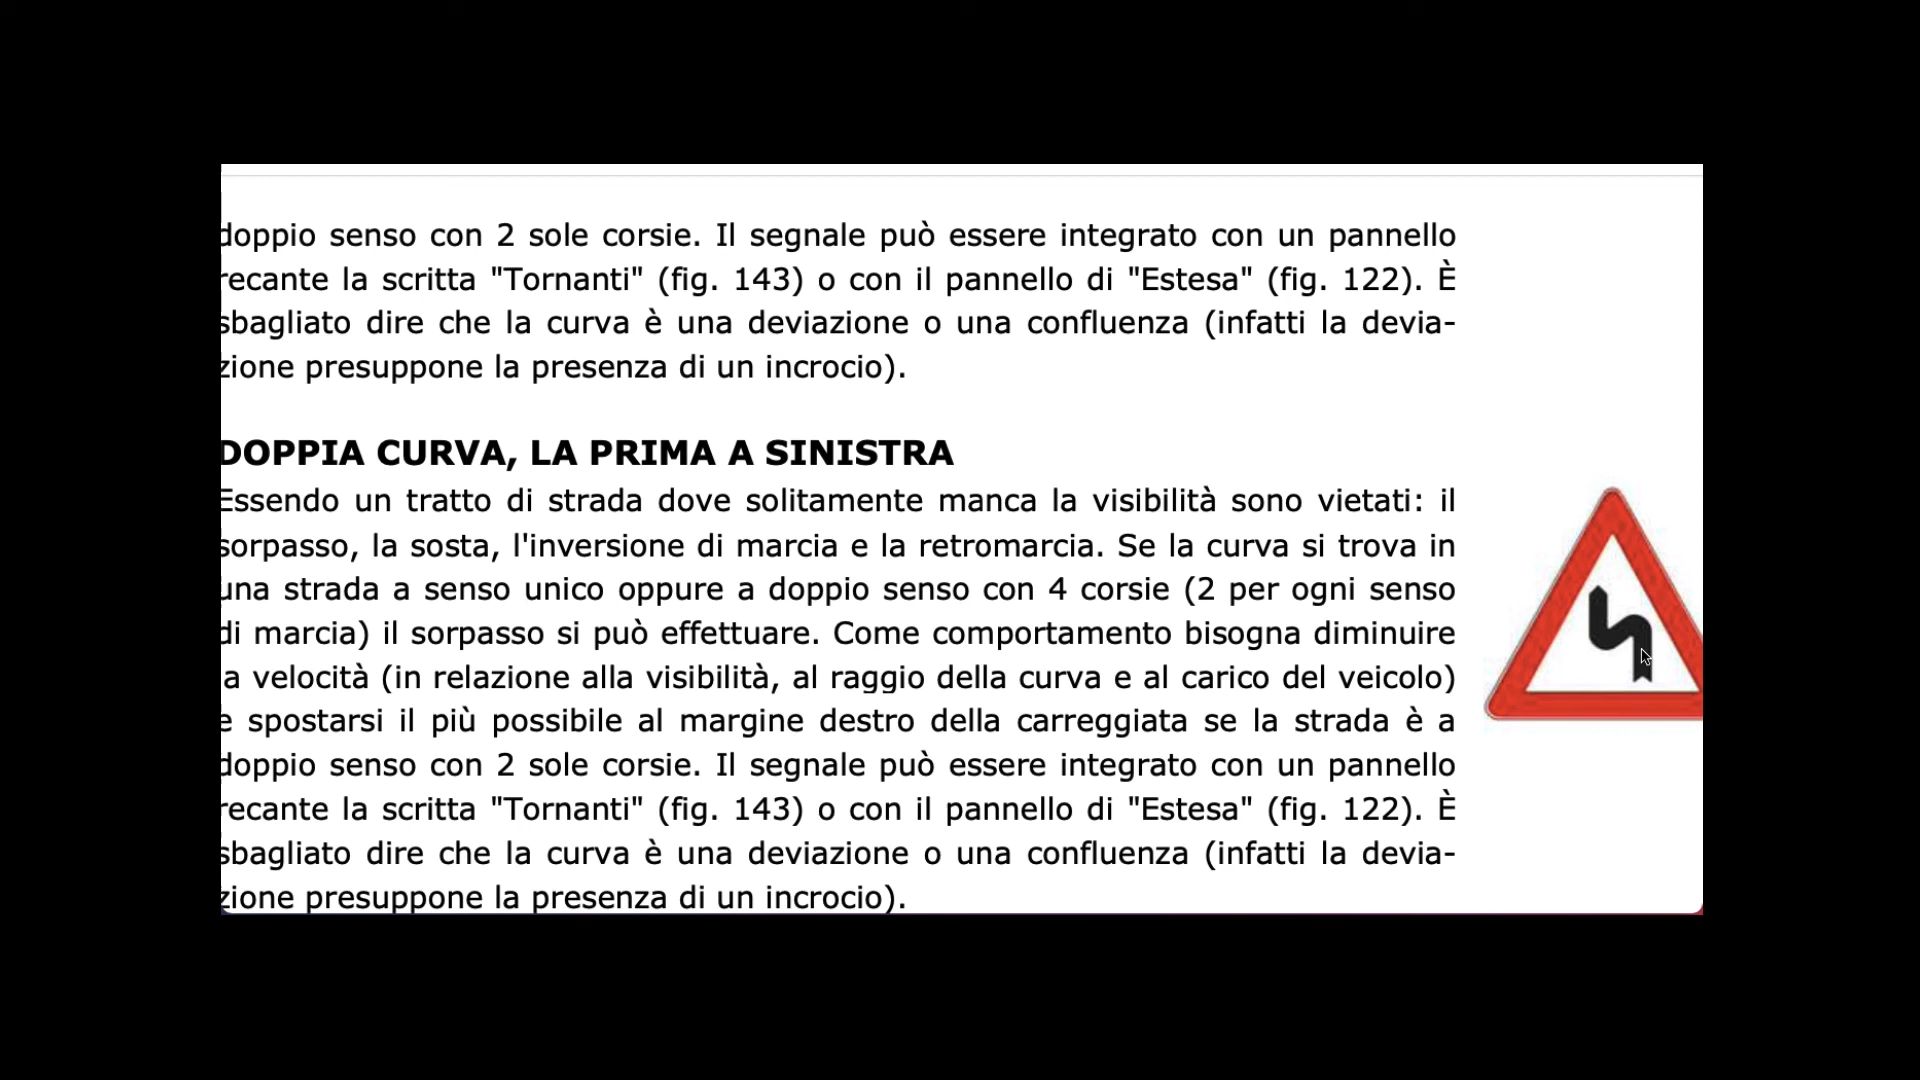 doppio senso con 2 sole corsie. Il segnale può essere integrato con un pannello
recante la scritta "Tornanti" (fig. 143) o con il pannello di "Estesa" (fig. 122). È
sbagliato dire che la curva è una deviazione o una confluenza (infatti la devia-
zione presuppone la presenza di un incrocio).
DOPPIA CURVA, LA PRIMA A SINISTRA
Essendo un tratto di strada dove solitamente manca la visibilità sono vietati: il
sorpasso, la sosta, l'inversione di marcia e la retromarcia. Se la curva si trova in
una strada a senso unico oppure a doppio senso con 4 corsie (2 per ogni senso
di marcia) il sorpasso si può effettuare. Come comportamento bisogna diminuire
a velocità (in relazione alla visibilità, al raggio della curva e al carico del veicolo)
e spostarsi il più possibile al margine destro della carreggiata se la strada è a
doppio senso con 2 sole corsie. Il segnale può essere integrato con un pannello
recante la scritta "Tornanti" (fig. 143) o con il pannello di "Estesa" (fig. 122). È
sbagliato dire che la curva è una deviazione o una confluenza (infatti la devia-
zione presuppone la presenza di un incrocio).